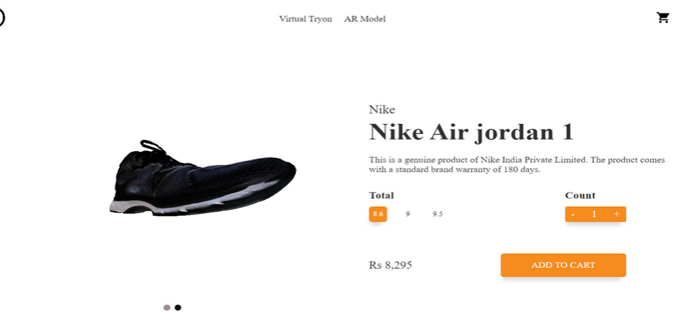 Virtual Tryon AR Model
Nike
Nike Air jordan 1
This is a genuine product of Nike India Private Limited. The product comes
with a standard brand warranty of 180 days.
Total Count
8.6 9 9.5 - 1 +
Rs 8,295 ADD TO CART